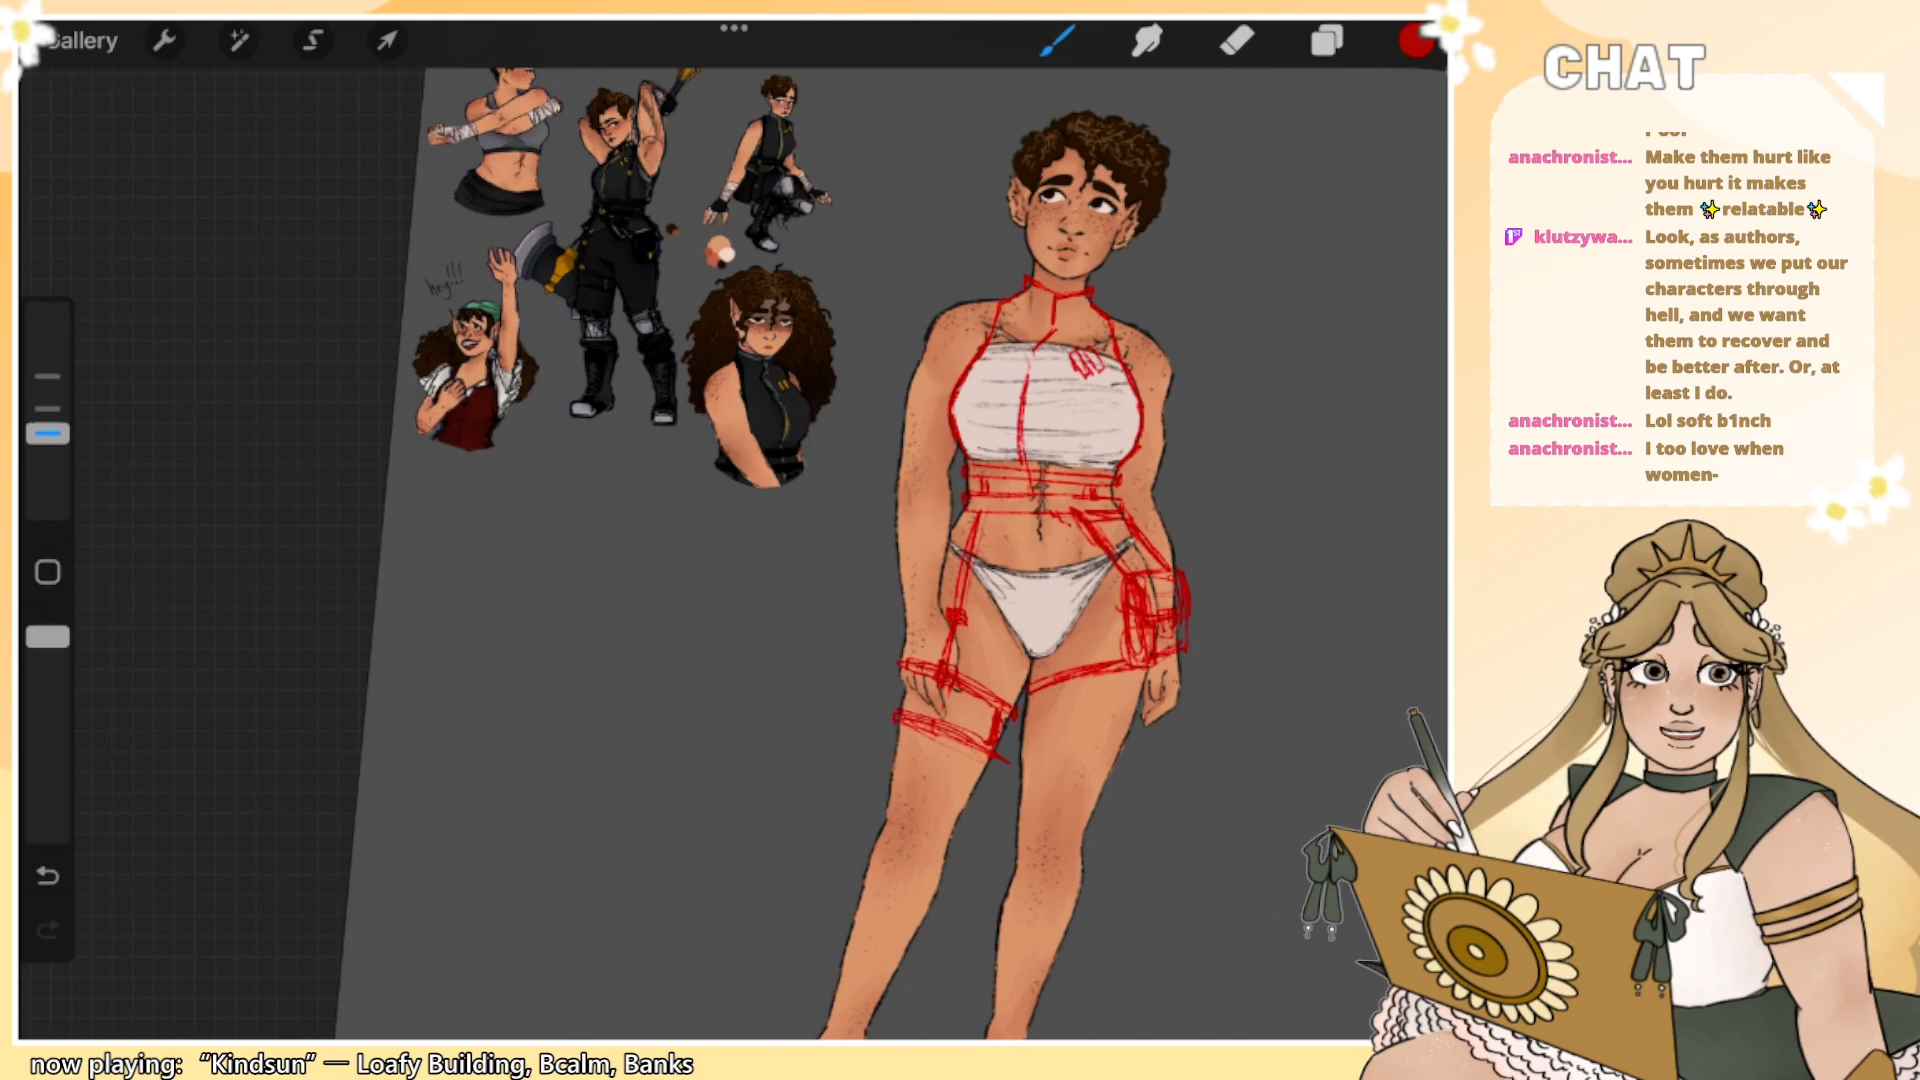 Gallery
CHAT
anachronist... Make them hurt like
you hurt it makes
them ✨relatable✨
klutzywa... Look, as authors,
sometimes we put our
characters through
hell, and we want
them to recover and
be better after. Or, at
least I do.
anachronist... Lol soft b1nch
anachronist... I too love when
women-
hey!!!
now playing: “Kindsun” — Loafy Building, Bcalm, Banks